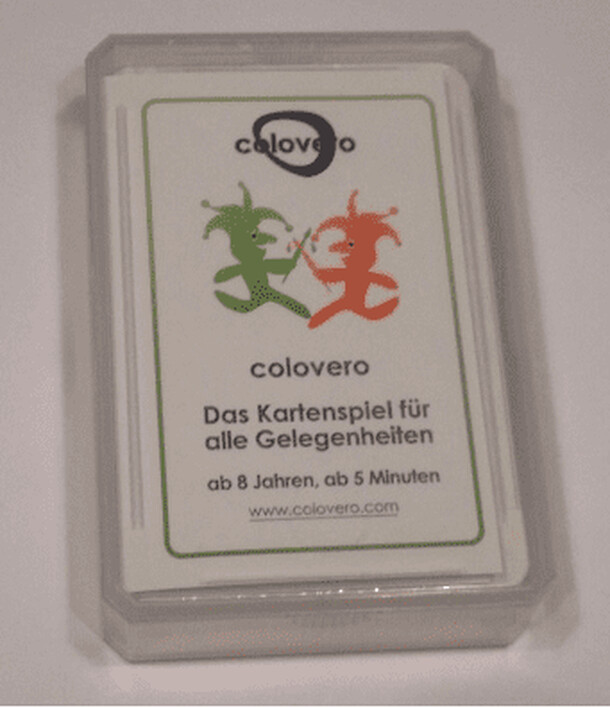 colovero
colovero
Das Kartenspiel für
alle Gelegenheiten
ab 8 Jahren, ab 5 Minuten
www.colovero.com